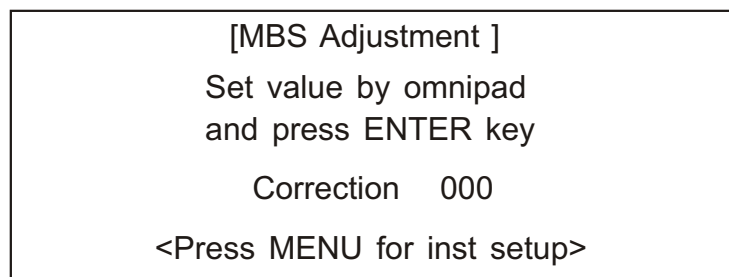 [MBS Adjustment ]
Set value by omnipad
and press ENTER key
Correction 000
<Press MENU for inst setup>